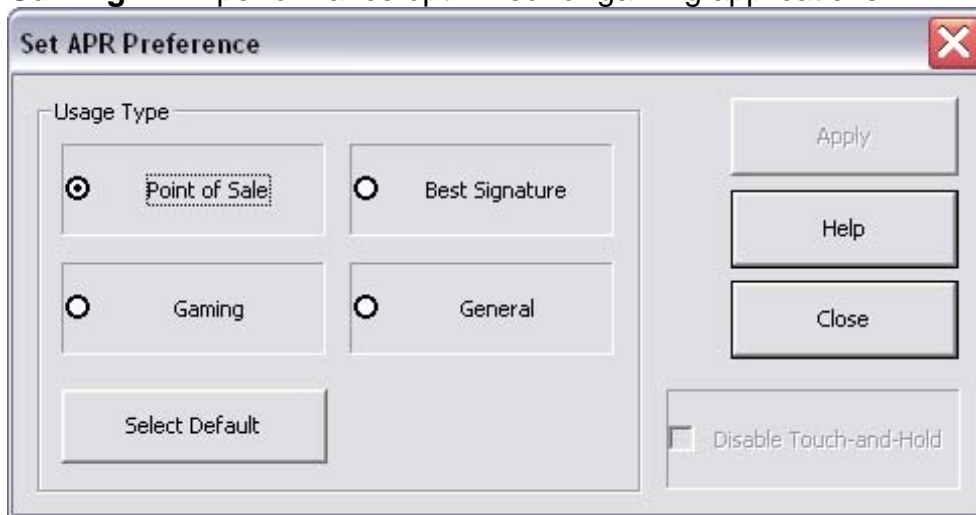 Set APR Preference
Usage Type
Point of Sale
Best Signature
Gaming
General
Select Default
Apply
Help
Close
Disable Touch-and-Hold